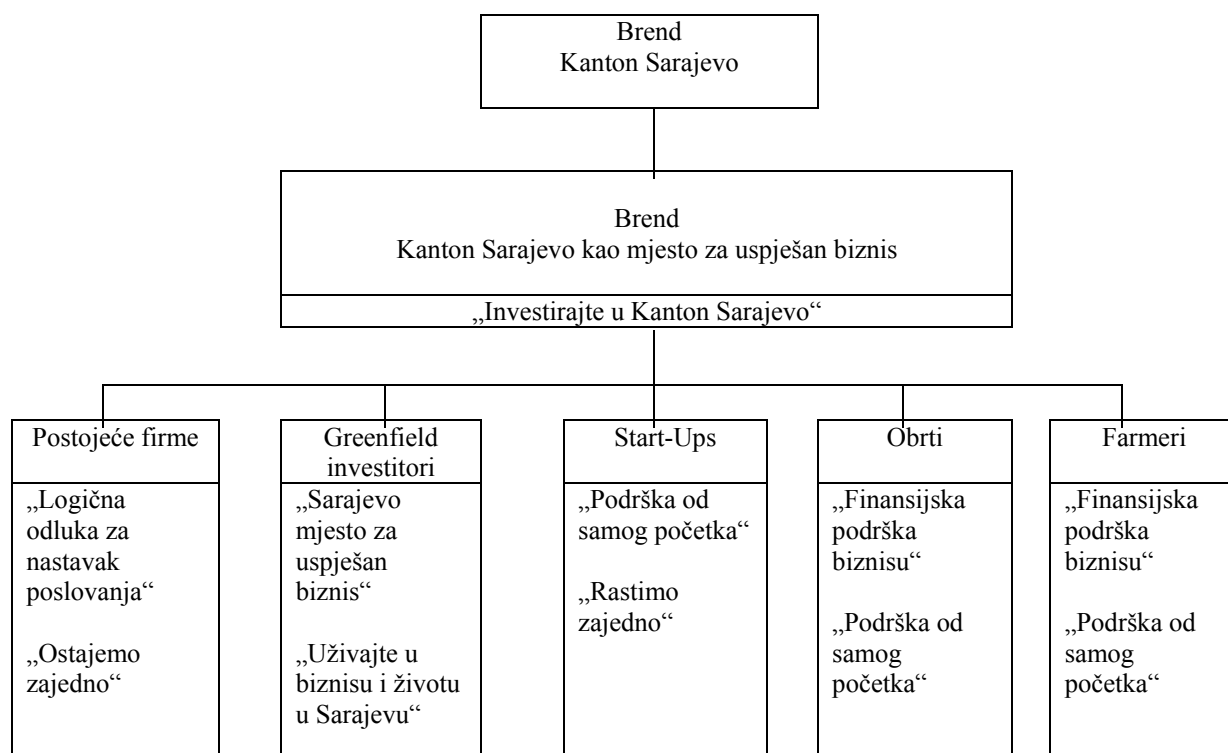 Brend
Kanton Sarajevo
Brend
Kanton Sarajevo kao mjesto za uspješan biznis
„Investirajte u Kanton Sarajevo“
Postojeće firme
„Logična
odluka za
nastavak
poslovanja“
„Ostajemo
zajedno“
Greenfield
investitori
„Sarajevo
mjesto za
uspješan
biznis“
„Uživajte u
biznisu i životu
u Sarajevu“
Start-Ups
„Podrška od
samog početka“
„Rastimo
zajedno“
Obrti
„Finansijska
podrška
biznisu“
„Podrška od
samog
početka“
Farmeri
„Finansijska
podrška
biznisu“
„Podrška od
samog
početka“